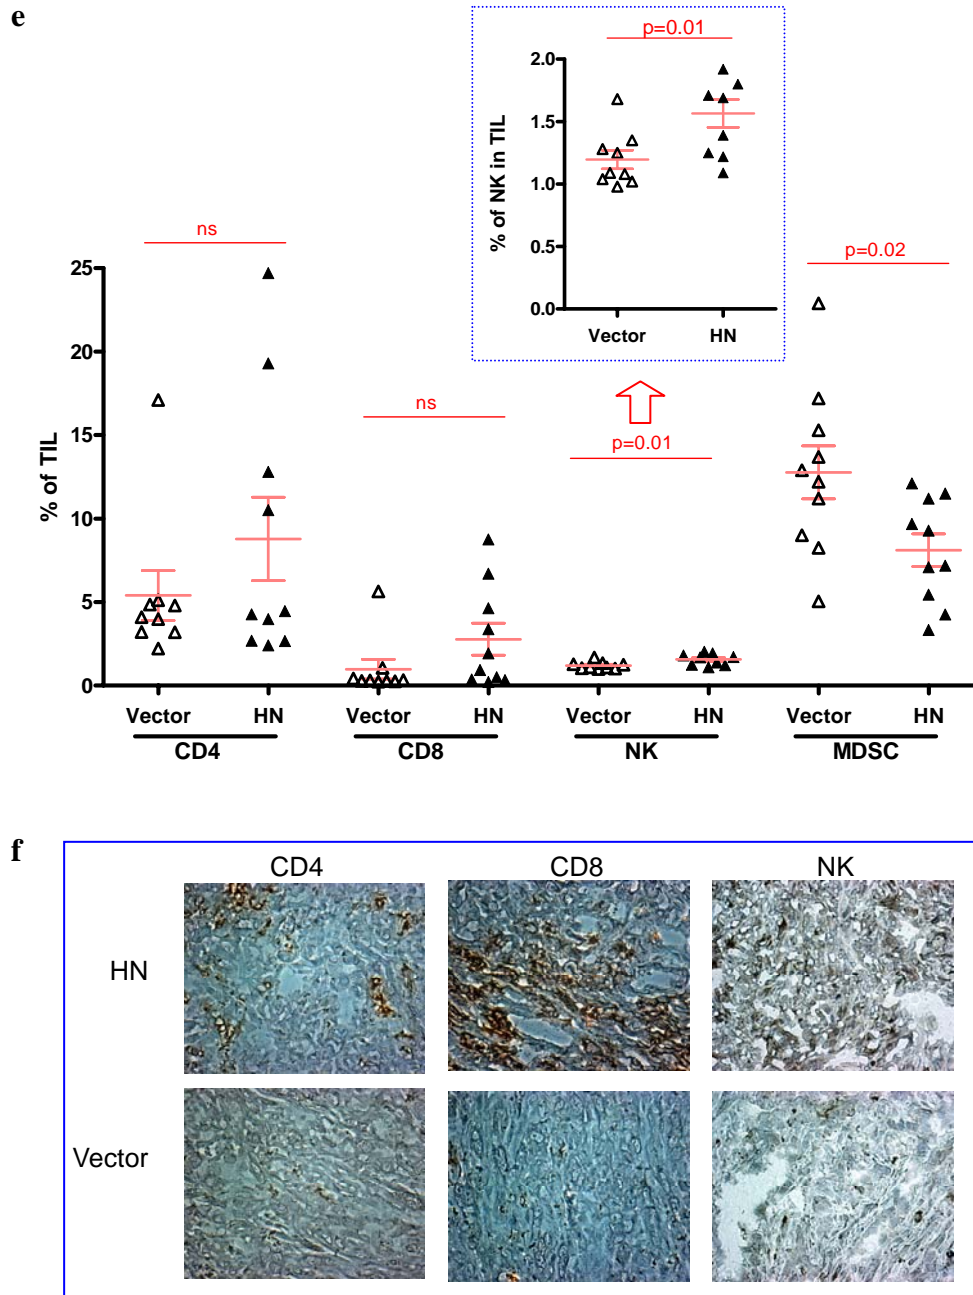 e
p=0.01
2.0
1.5
1.0
0.5
0.0
% of NK in TIL
Vector HN
ns
p=0.02
ns
p=0.01
25
20
15
10
5
0
% of TIL
Vector HN Vector HN Vector HN Vector HN
CD4 CD8 NK MDSC
f
CD4 CD8 NK
HN
Vector